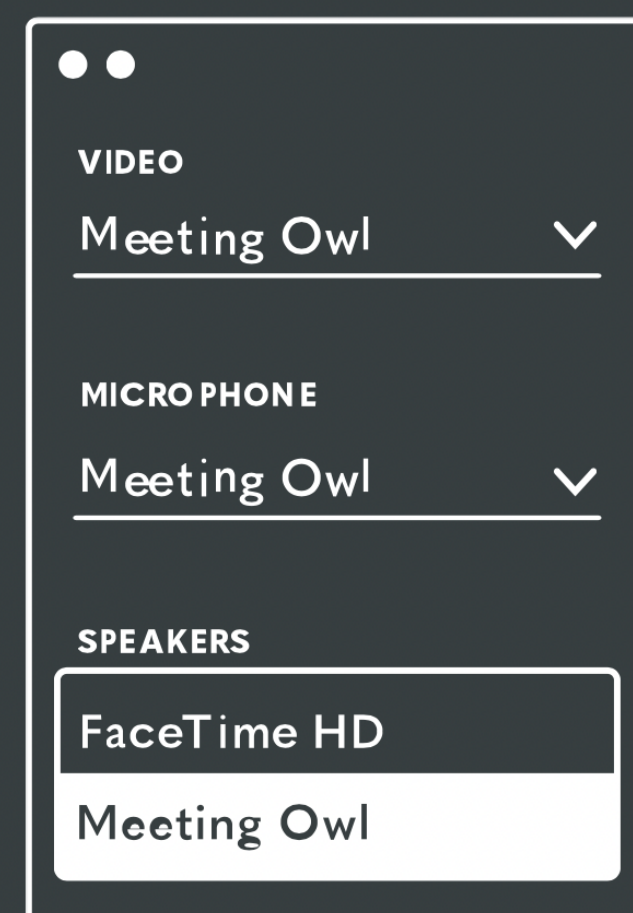 VIDEO
Meeting Owl
MICROPHONE
Meeting Owl
SPEAKERS
FaceTime HD
Meeting Owl